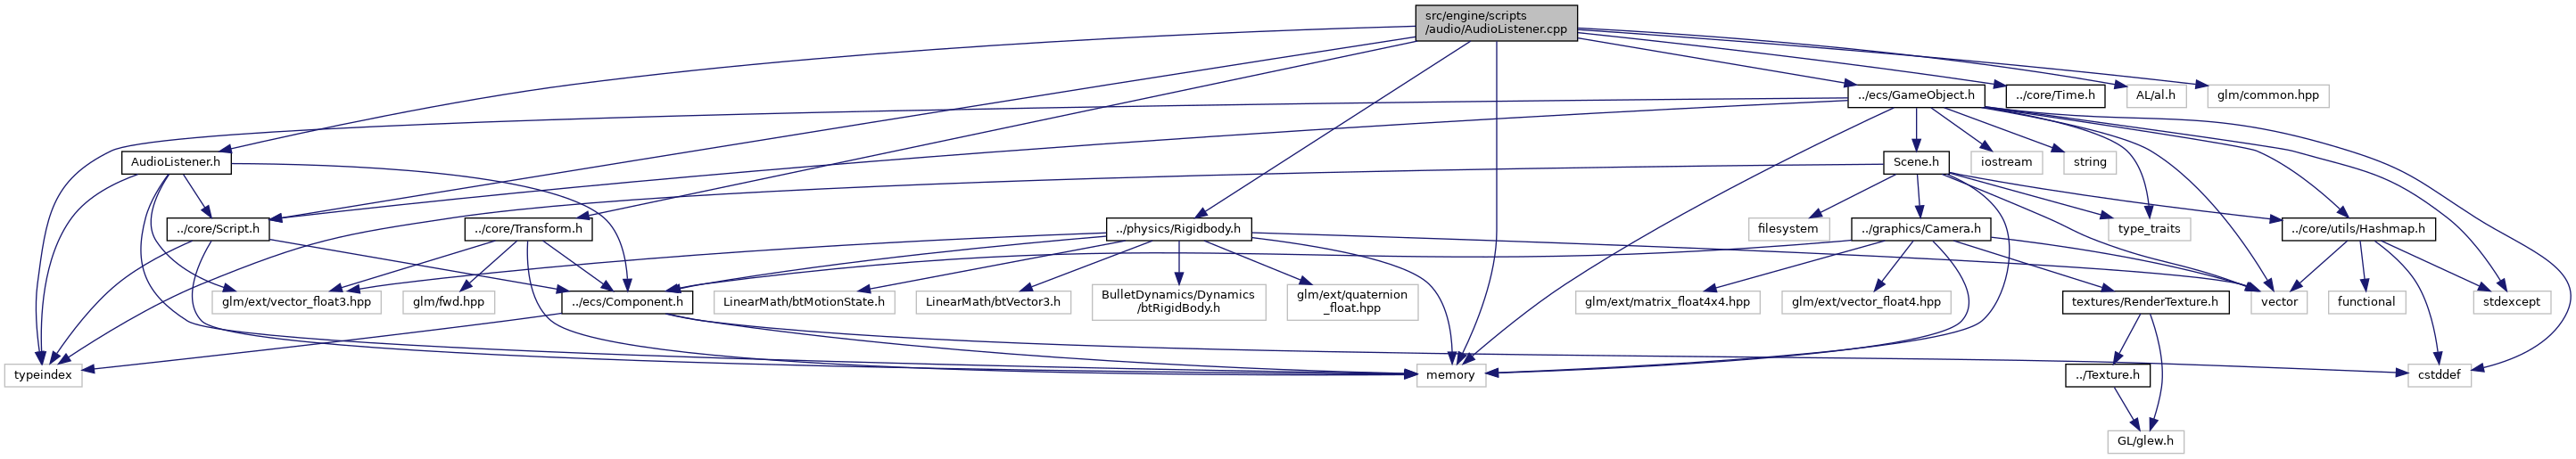 src/engine/scripts
/audio/AudioListener.cpp
../ecs/GameObject.h
../core/Time.h
AL/al.h
glm/common.hpp
AudioListener.h
Scene.h
iostream
string
../core/Script.h
../core/Transform.h
../physics/Rigidbody.h
filesystem
../graphics/Camera.h
type_traits
../core/utils/Hashmap.h
glm/ext/vector_float3.hpp
glm/fwd.hpp
../ecs/Component.h
LinearMath/btMotionState.h
LinearMath/btVector3.h
BulletDynamics/Dynamics
/btRigidBody.h
glm/ext/quaternion
_float.hpp
glm/ext/matrix_float4x4.hpp
glm/ext/vector_float4.hpp
textures/RenderTexture.h
vector
functional
stdexcept
typeindex
memory
../Texture.h
cstddef
GL/glew.h